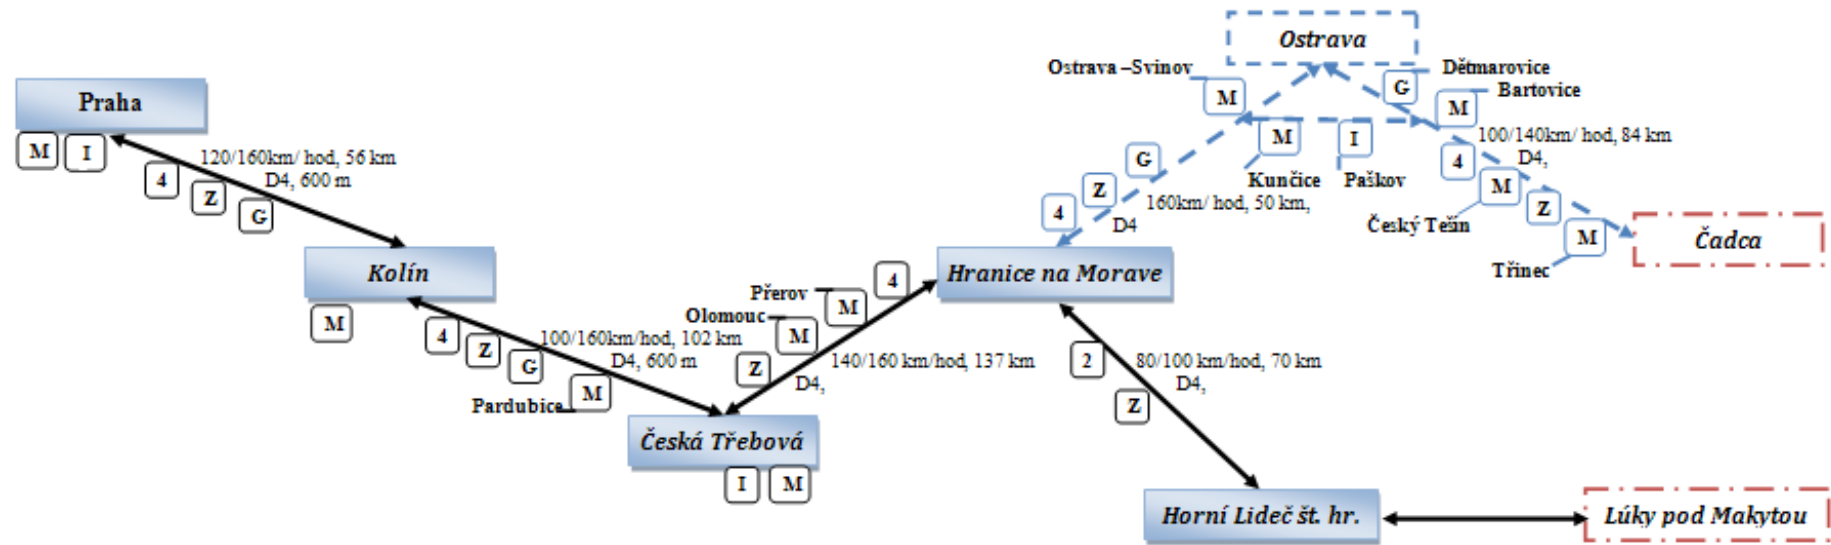 Ostrava
Ostrava –Svinov
M
G
Dětmarovice
M
Bartovice
Praha
M
I
120/160km/ hod, 56 km
D4, 600 m
4
Z
G
M
Kunčice
I
Paškov
100/140km/ hod, 84 km
D4,
4
M
Český Tešín
Z
M
Třinec
Čadca
G
Z
4
160km/ hod, 50 km,
D4
Kolín
M
Hranice na Morave
4
Z
G
100/160km/hod, 102 km
D4, 600 m
M
Pardubice
Přerov
M
4
Olomouc
M
Z
140/160 km/hod, 137 km
D4,
2
Z
80/100 km/hod, 70 km
D4,
Česká Třebová
I
M
Horní Lideč št. hr.
Lúky pod Makytou